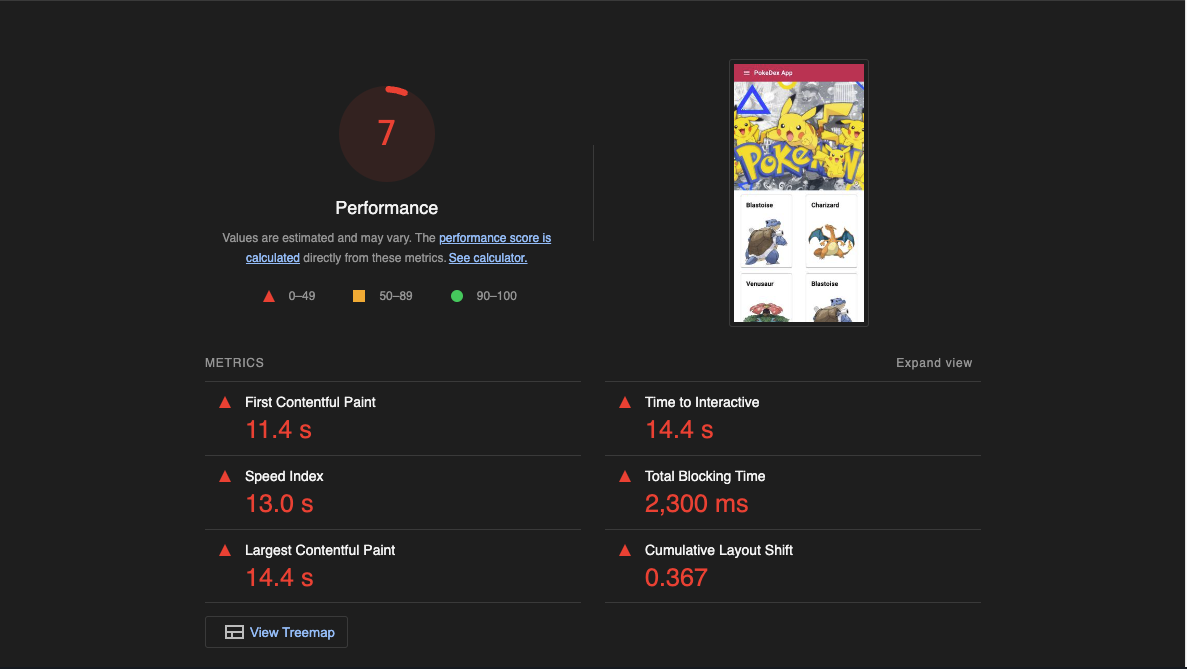 7
Performance
Values are estimated and may vary. The performance score is
calculated directly from these metrics. See calculator.
0–49
50–89
90–100
PokeDex App
POKEMON
Blastoise
Charizard
Venusaur
Blastoise
METRICS
Expand view
First Contentful Paint
11.4 s
Time to Interactive
14.4 s
Speed Index
13.0 s
Total Blocking Time
2,300 ms
Largest Contentful Paint
14.4 s
Cumulative Layout Shift
0.367
View Treemap